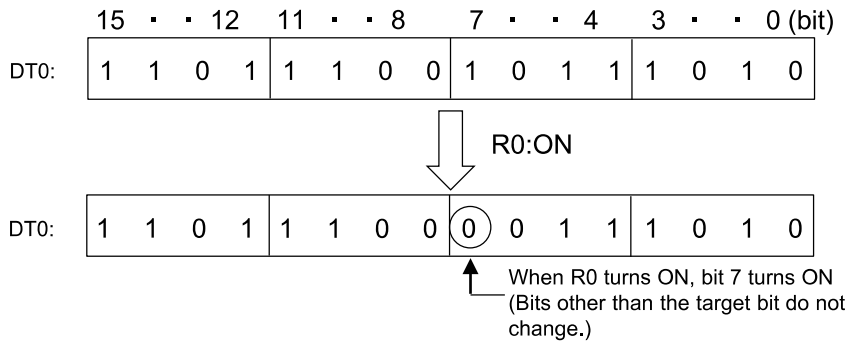 15 · · 12 11 · · 8 7 · · 4 3 · · 0 (bit)
DT0: 1 1 0 1 1 1 0 0 1 0 1 1 1 0 1 0
R0:ON
DT0: 1 1 0 1 1 1 0 0 0 0 1 1 1 0 1 0
When R0 turns ON, bit 7 turns ON
(Bits other than the target bit do not
change.)